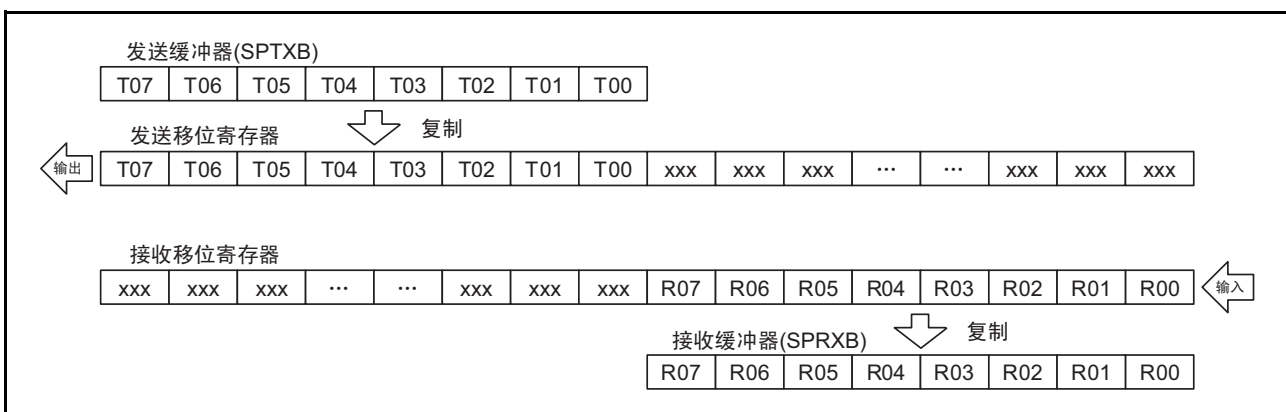 发送缓冲器(SPTXB)
T07 T06 T05 T04 T03 T02 T01 T00
复制
发送移位寄存器
输出 T07 T06 T05 T04 T03 T02 T01 T00 xxx xxx xxx … … xxx xxx xxx
接收移位寄存器
xxx xxx xxx … … xxx xxx xxx R07 R06 R05 R04 R03 R02 R01 R00 输入
复制
接收缓冲器(SPRXB)
R07 R06 R05 R04 R03 R02 R01 R00